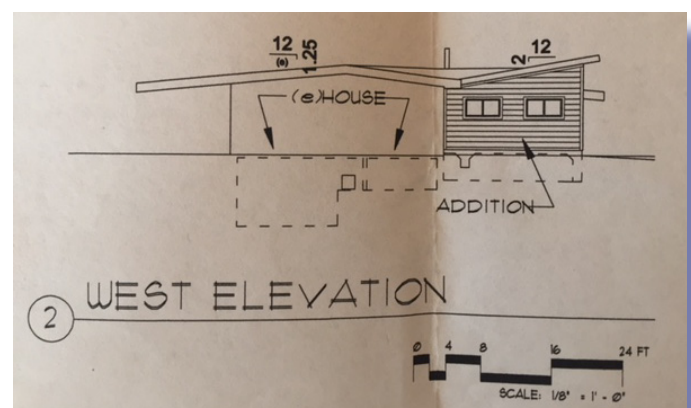 12
(e)
1.25
12
2
(e)HOUSE
ADDITION
2 WEST ELEVATION
0 4 8 16 24 FT
SCALE: 1/8" = 1' - 0"